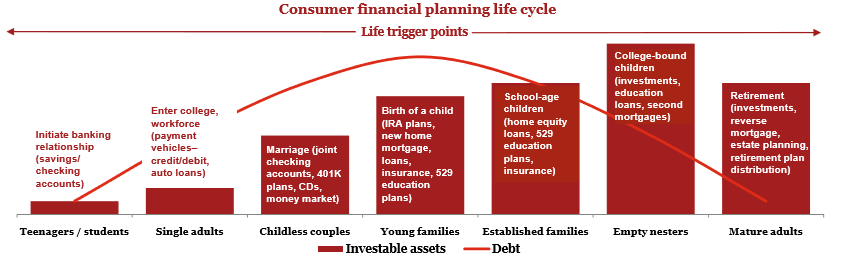 Consumer financial planning life cycle
Life trigger points
Initiate banking
relationship
(savings/
checking
accounts)
Enter college,
workforce
(payment
vehicles–
credit/debit,
auto loans)
Marriage (joint
checking
accounts, 401K
plans, CDs,
money market)
Birth of a child
(IRA plans,
new home
mortgage,
loans,
insurance, 529
education
plans)
School-age
children
(home equity
loans, 529
education
plans,
insurance)
College-bound
children
(investments,
education
loans, second
mortgages)
Retirement
(investments,
reverse
mortgage,
estate planning,
retirement plan
distribution)
Teenagers / students
Single adults
Childless couples
Young families
Established families
Empty nesters
Mature adults
Investable assets
Debt